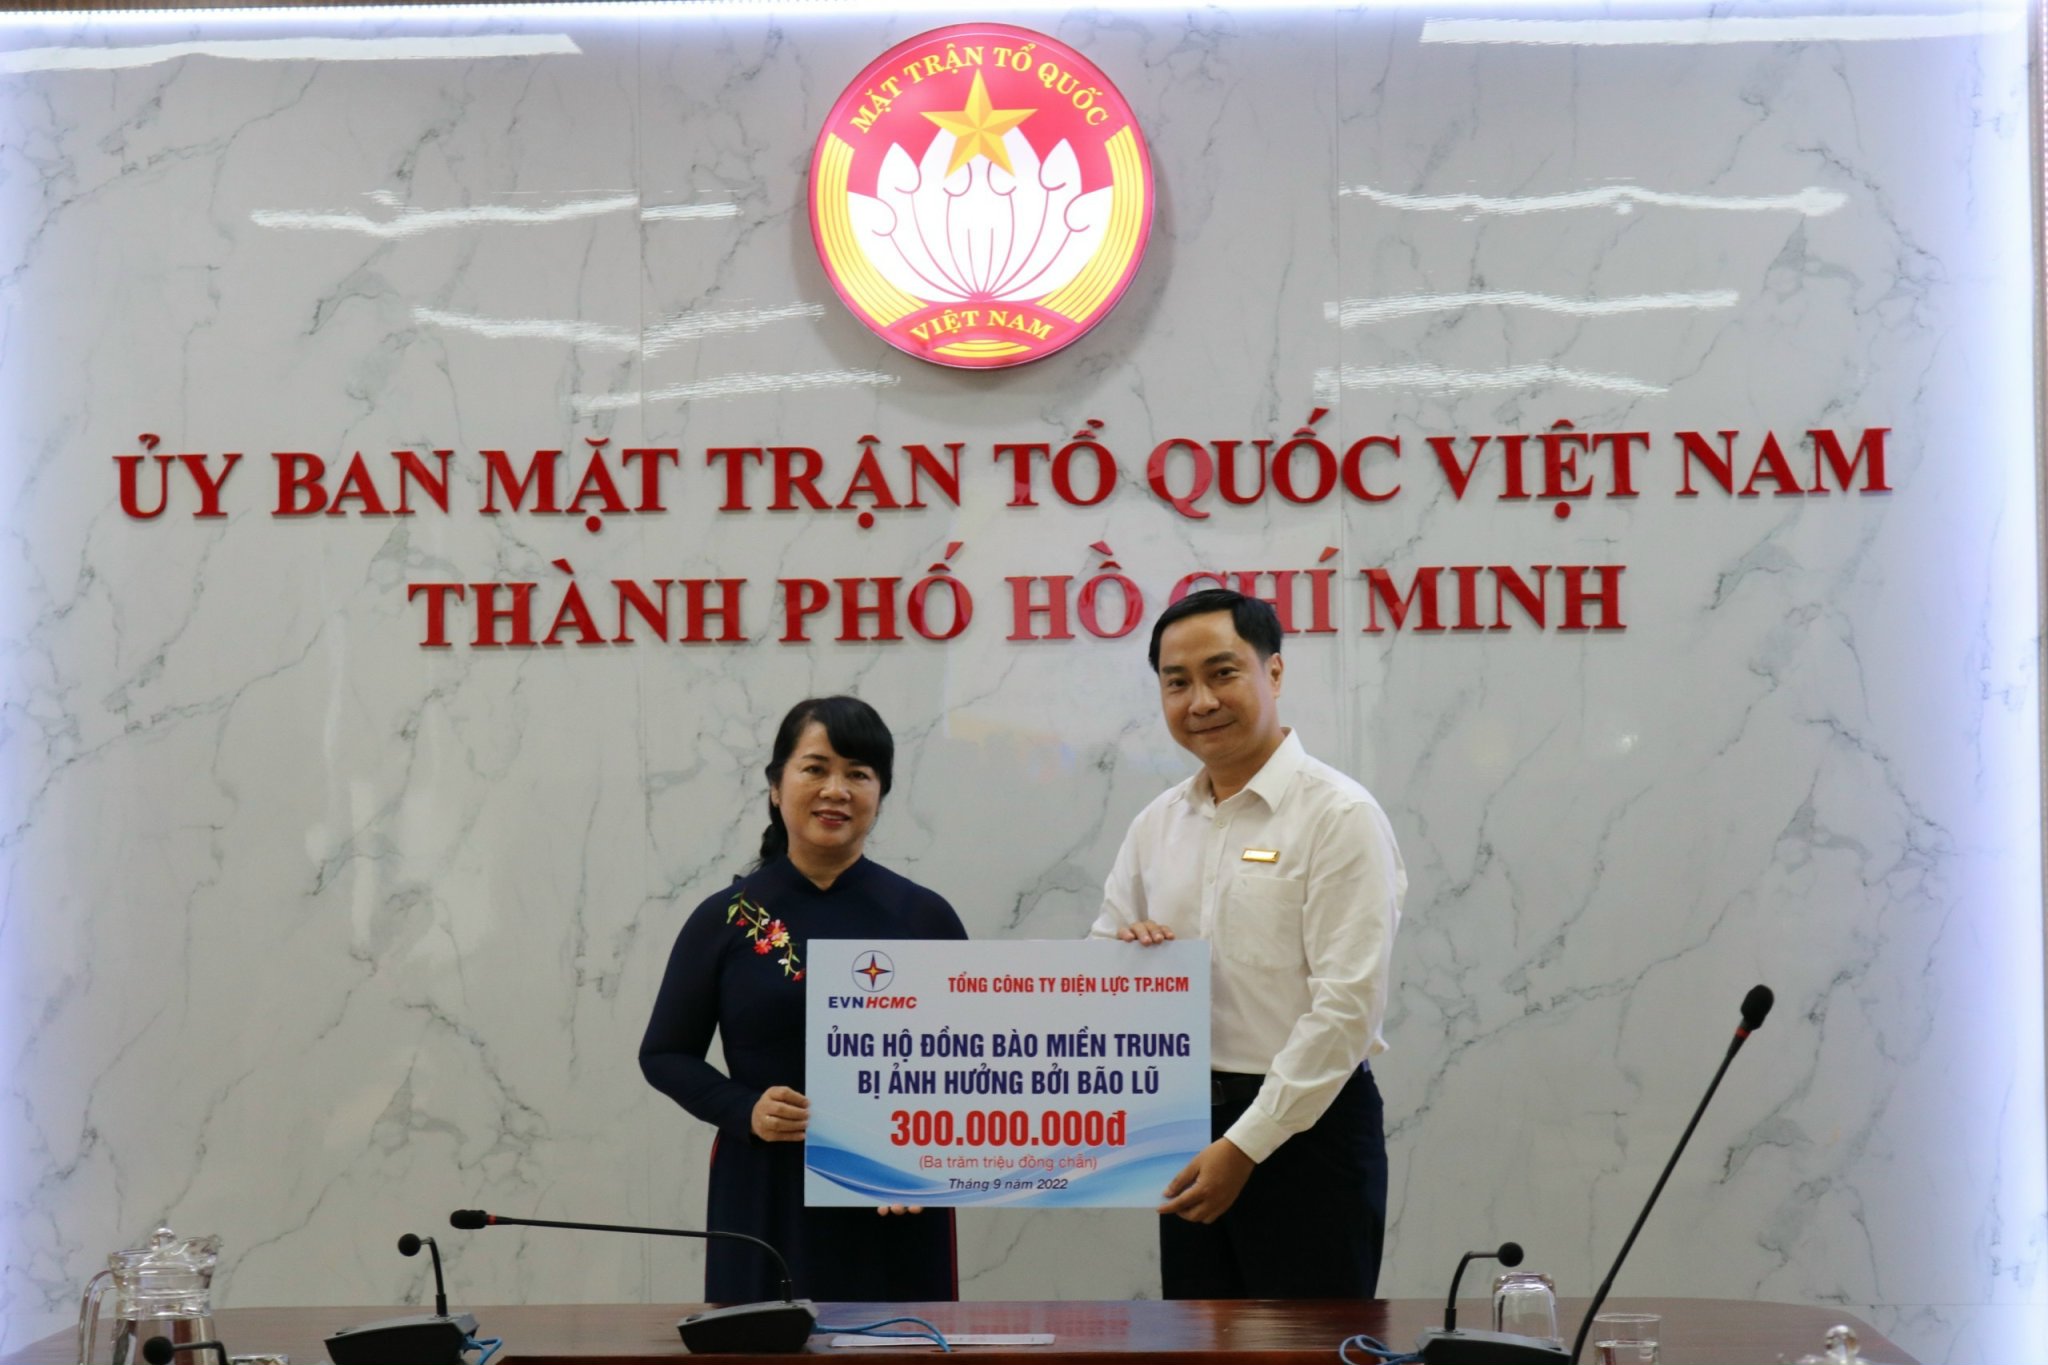 MẶT TRẬN TỔ QUỐC
VIỆT NAM
ỦY BAN MẶT TRẬN TỔ QUỐC VIỆT NAM
THÀNH PHỐ HỒ CHÍ MINH
EVNHCMC
TỔNG CÔNG TY ĐIỆN LỰC TP.HCM
ỦNG HỘ ĐỒNG BÀO MIỀN TRUNG
BỊ ẢNH HƯỞNG BỞI BÃO LŨ
300.000.000đ
(Ba trăm triệu đồng chẵn)
Tháng 9 năm 2022